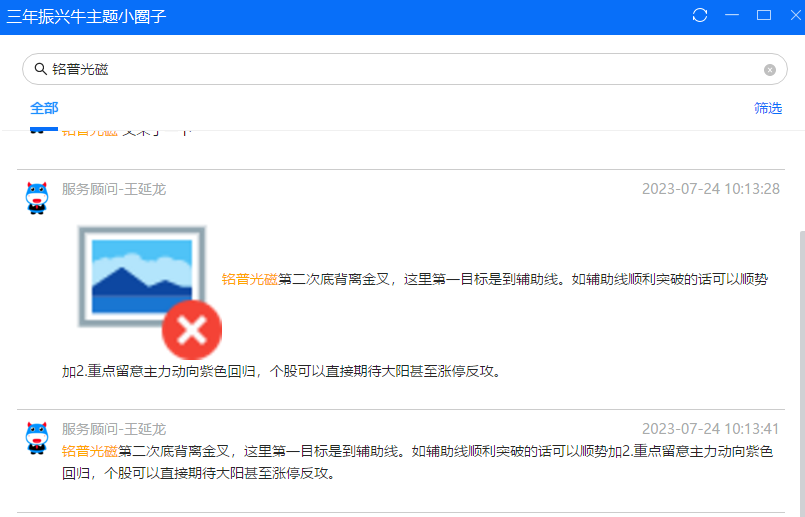 三年振兴牛主题小圈子
铭普光磁
全部
筛选
铭普光磁
服务顾问-王延龙
2023-07-24 10:13:28
铭普光磁第二次底背离金叉，这里第一目标是到辅助线。如辅助线顺利突破的话可以顺势
加2.重点留意主力动向紫色回归，个股可以直接期待大阳甚至涨停反攻。
服务顾问-王延龙
2023-07-24 10:13:41
铭普光磁第二次底背离金叉，这里第一目标是到辅助线。如辅助线顺利突破的话可以顺势加2.重点留意主力动向紫色
回归，个股可以直接期待大阳甚至涨停反攻。